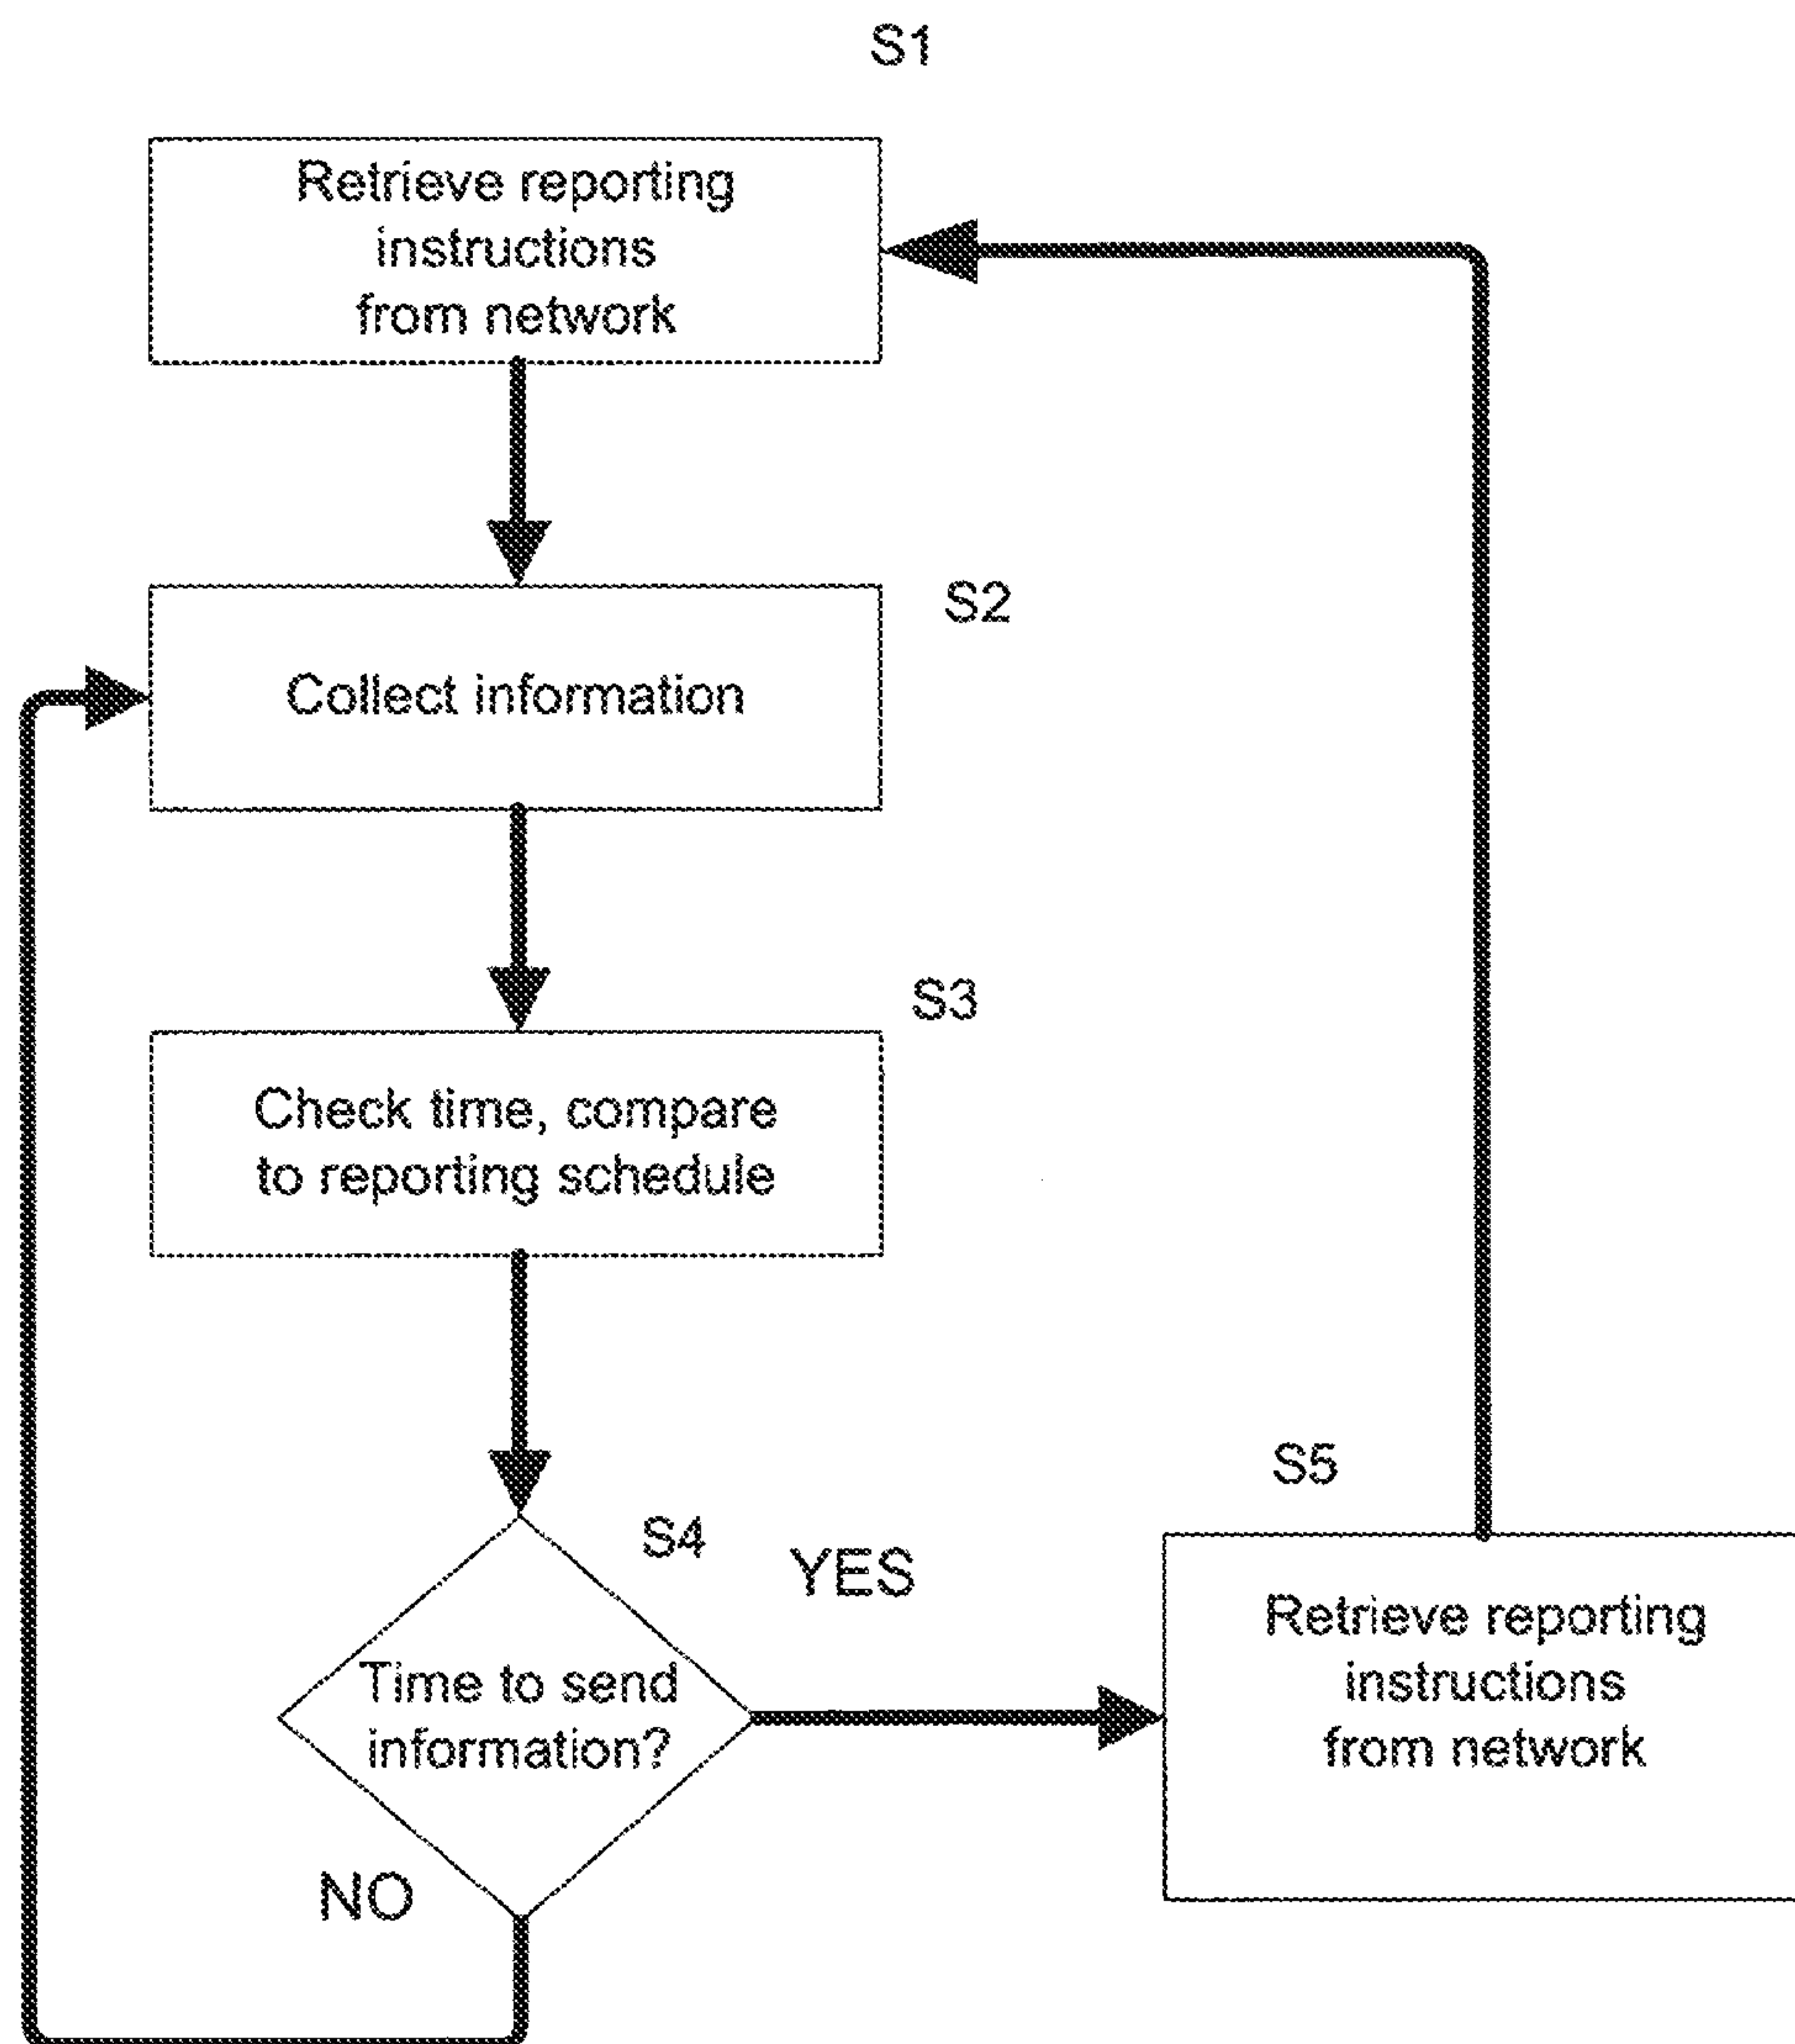 S1
Retrieve reporting
instructions
from network
S2
Collect information
S3
Check time, compare
to reporting schedule
S4
Time to send
information?
YES
NO
S5
Retrieve reporting
instructions
from network